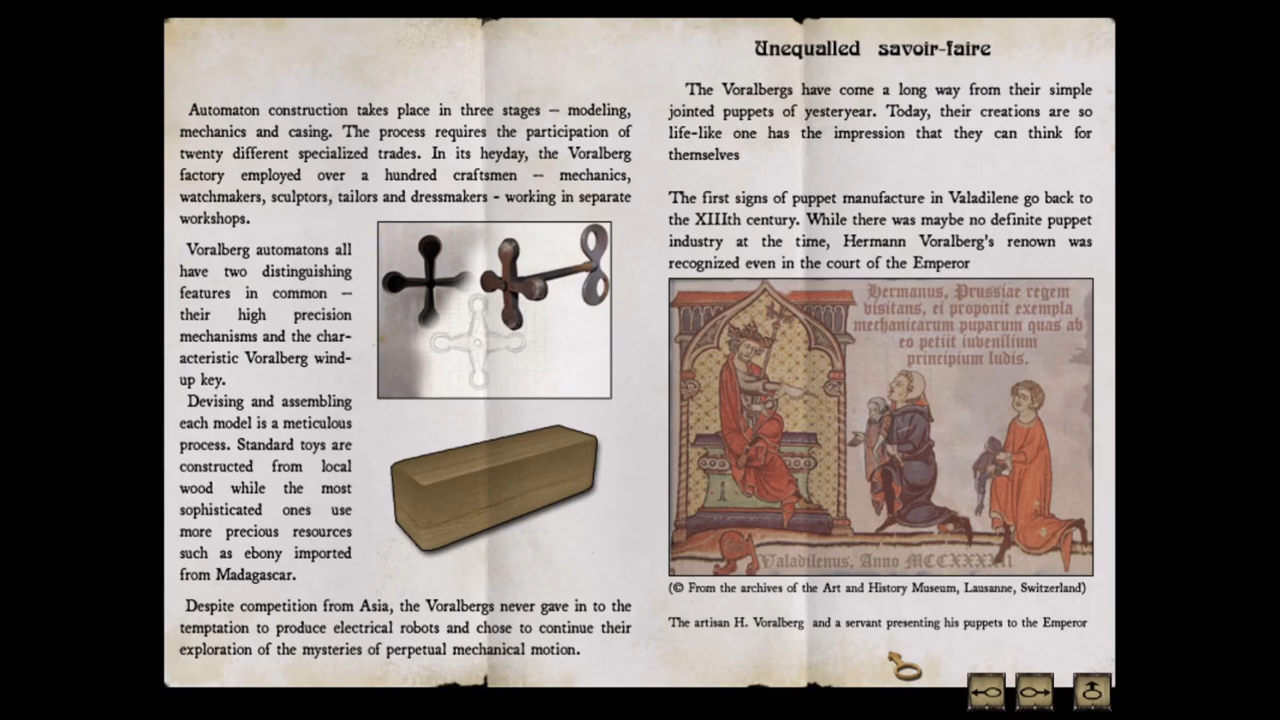 Automaton construction takes place in three stages – modeling,
mechanics and casing. The process requires the participation of
twenty different specialized trades. In its heyday, the Voralberg
factory employed over a hundred craftsmen – mechanics,
watchmakers, sculptors, tailors and dressmakers - working in separate
workshops.
Voralberg automatons all
have two distinguishing
features in common –
their high precision
mechanisms and the char-
acteristic Voralberg wind-
up key.
Devising and assembling
each model is a meticulous
process. Standard toys are
constructed from local
wood while the most
sophisticated ones use
more precious resources
such as ebony imported
from Madagascar.
Despite competition from Asia, the Voralbergs never gave in to the
temptation to produce electrical robots and chose to continue their
exploration of the mysteries of perpetual mechanical motion.
Unequalled savoir-faire
The Voralbergs have come a long way from their simple
jointed puppets of yesteryear. Today, their creations are so
life-like one has the impression that they can think for
themselves
The first signs of puppet manufacture in Valadilene go back to
the XIIIth century. While there was maybe no definite puppet
industry at the time, Hermann Voralberg's renown was
recognized even in the court of the Emperor
Hermanus, Prussiae regem
visitans, ei proponit exempla
mechanicarum puparum quas ab
eo petiit iuvenilium
principium ludis.
Valadilenus, Anno
(© From the archives of the Art and History Museum, Lausanne, Switzerland)
The artisan H. Voralberg and a servant presenting his puppets to the Emperor